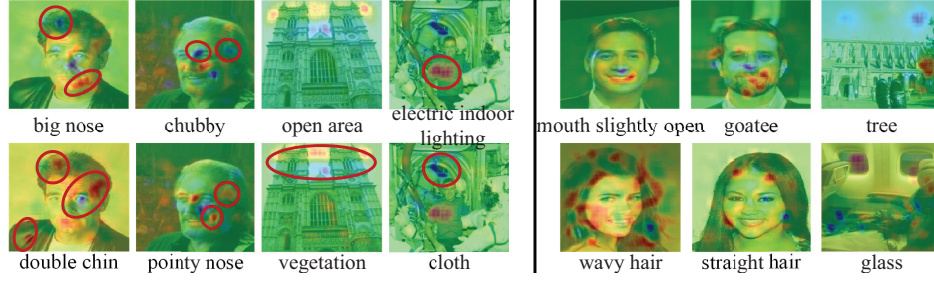 big nose
chubby
open area
electric indoor
lighting
mouth slightly open
goatee
tree
double chin
pointy nose
vegetation
cloth
wavy hair
straight hair
glass